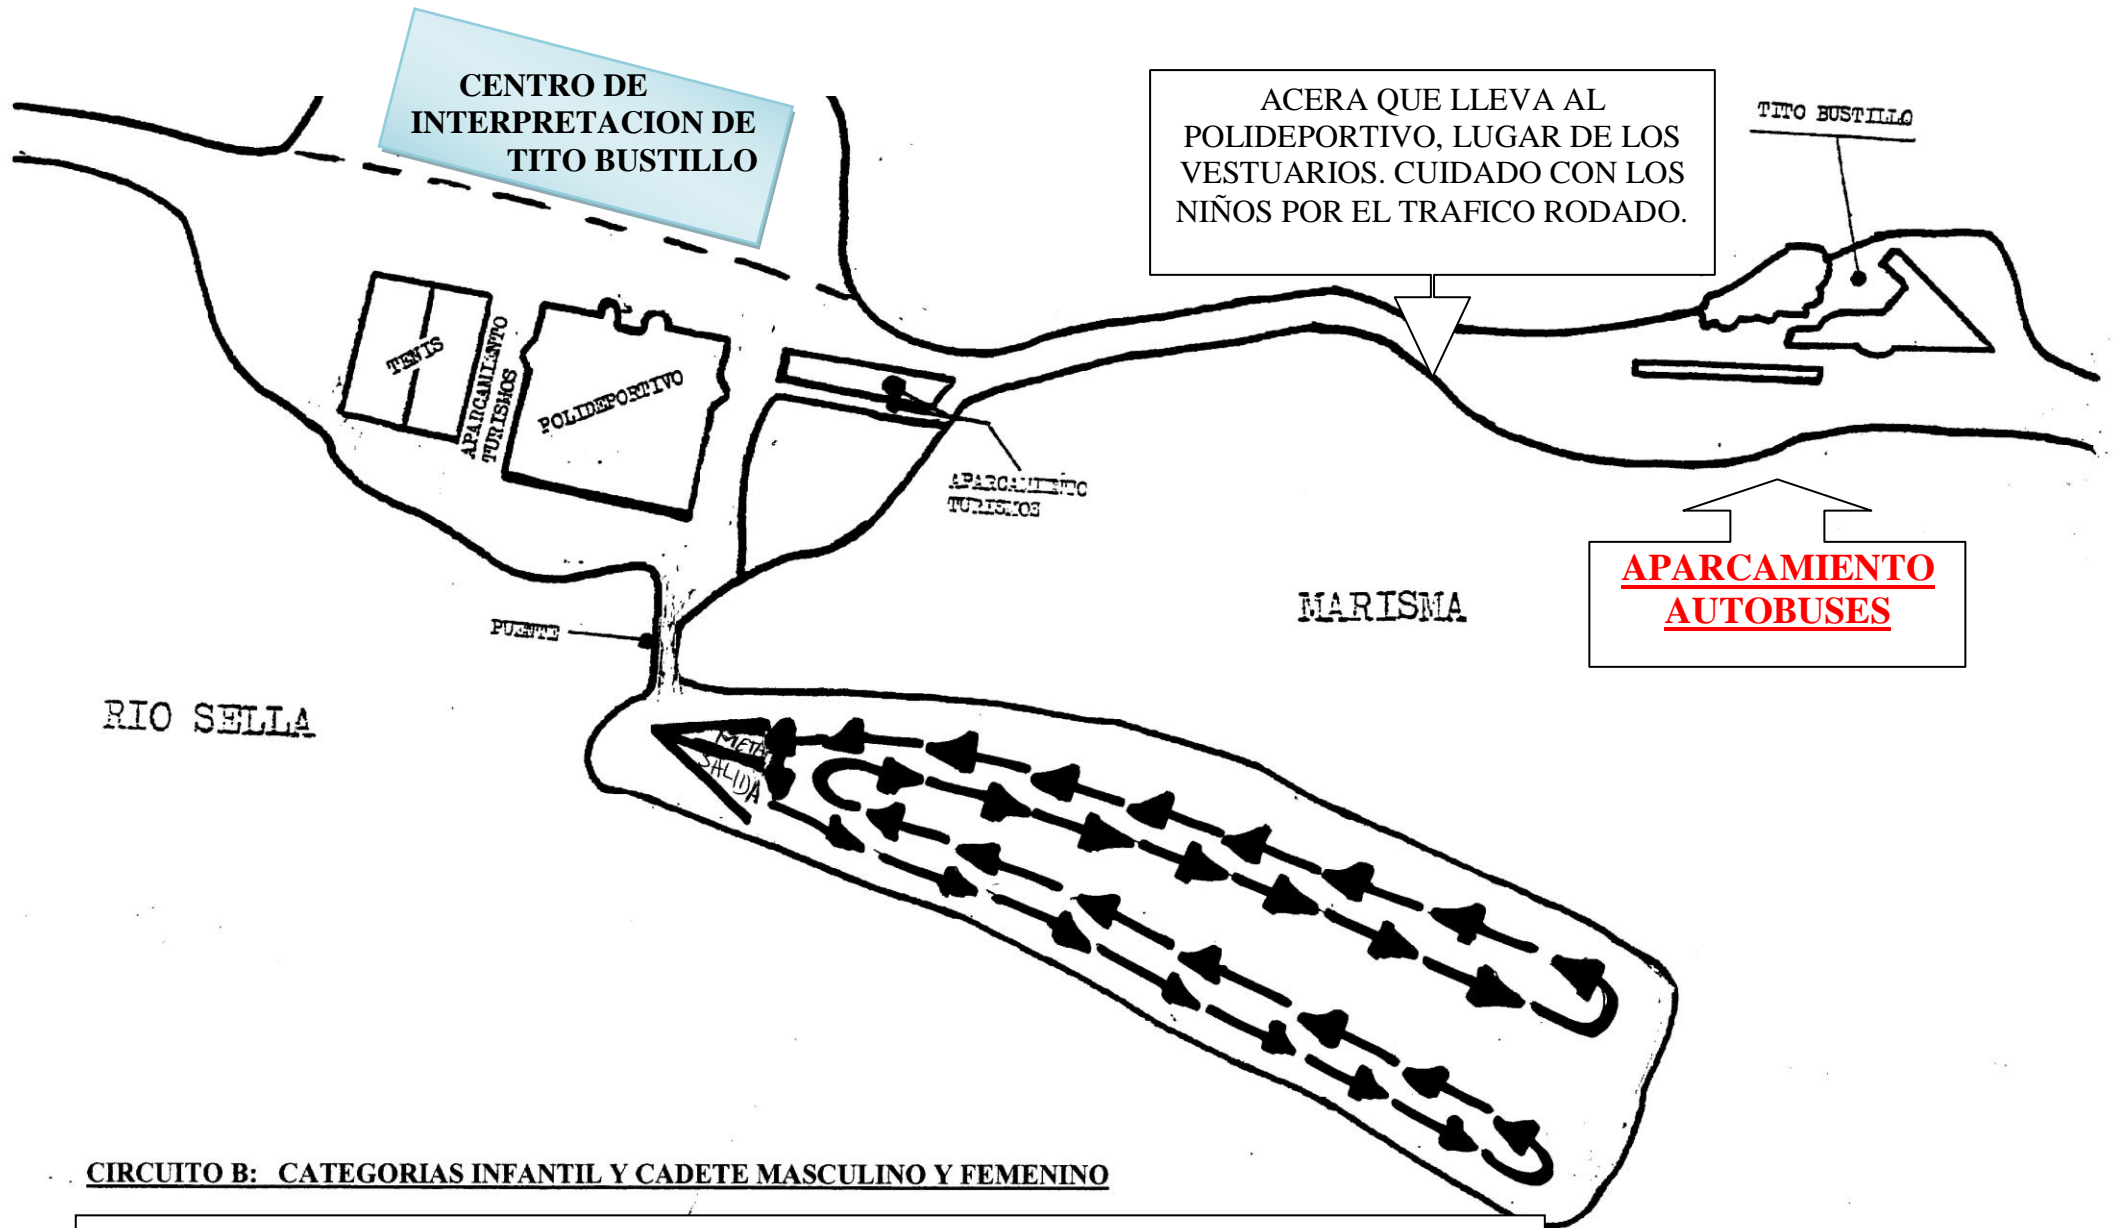 CENTRO DE
INTERPRETACION DE
TITO BUSTILLO
ACERA QUE LLEVA AL
POLIDEPORTIVO, LUGAR DE LOS
VESTUARIOS. CUIDADO CON LOS
NIÑOS POR EL TRAFICO RODADO.
TITO BUSTILLO
TENIS
APARCAMIENTO
TURISMOS
POLIDEPORTIVO
APARCAMIENTO
TURISMOS
APARCAMIENTO
AUTOBUSES
MARISMA
PUENTE
RIO SELLA
META
SALIDA
CIRCUITO B: CATEGORIAS INFANTIL Y CADETE MASCULINO Y FEMENINO